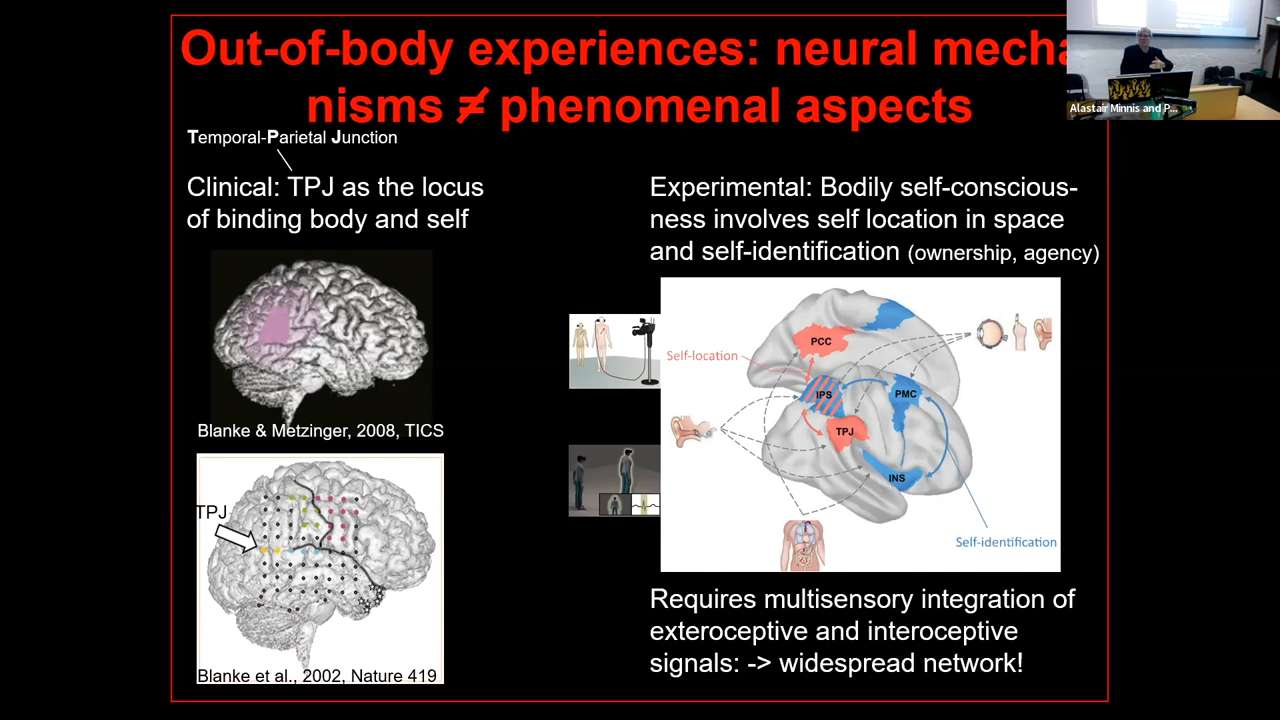 Out-of-body experiences: neural mecha
nisms ≠ phenomenal aspects
Alastair Minnis and P...
Temporal-Parietal Junction
Clinical: TPJ as the locus
of binding body and self
Blanke & Metzinger, 2008, TICS
TPJ
Blanke et al., 2002, Nature 419
Experimental: Bodily self-conscious-
ness involves self location in space
and self-identification (ownership, agency)
PCC
Self-location
IPS
PMC
TPJ
INS
Self-identification
Requires multisensory integration of
exteroceptive and interoceptive
signals: -> widespread network!